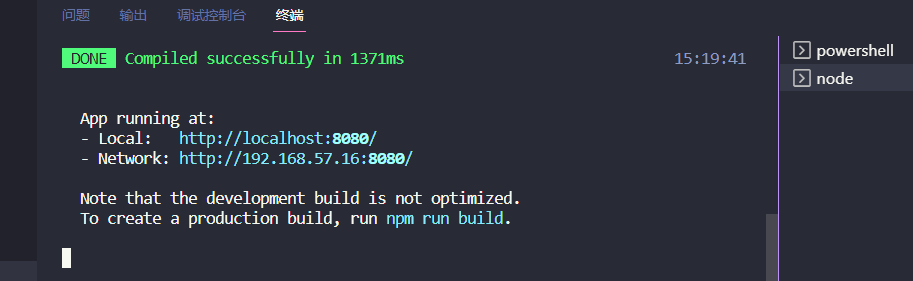 问题 输出 调试控制台 终端
DONE Compiled successfully in 1371ms 15:19:41
powershell
node
App running at:
- Local: http://localhost:8080/
- Network: http://192.168.57.16:8080/
Note that the development build is not optimized.
To create a production build, run npm run build.